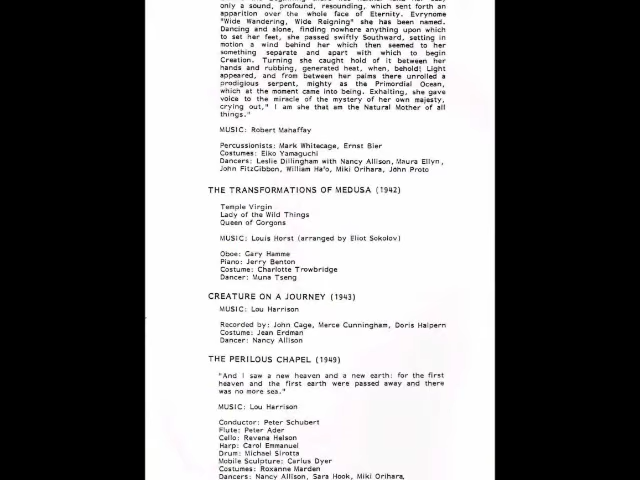 only a sound, profound, resounding, which sent forth an
apparition over the whole face of Eternity. Evrynome
"Wide Wandering, Wide Reigning" she has been named.
Dancing and alone, finding nowhere anything upon which
to set her feet, she passed swiftly Southward, setting in
motion a wind behind her which then seemed to her
something separate and apart with which to begin
Creation. Turning she caught hold of it between her
hands and rubbing, generated heat, when, behold! Light
appeared, and from between her palms there unrolled a
prodigious serpent, mighty as the Primordial Ocean,
which at the moment came into being. Exhalting, she gave
voice to the miracle of the mystery of her own majesty,
crying out," I am she that am the Natural Mother of all
things."
MUSIC: Robert Mahaffay
Percussionists: Mark Whitecage, Ernst Bier
Costumes: Eiko Yamaguchi
Dancers: Leslie Dillingham with Nancy Allison, Maura Ellyn,
John FitzGibbon, William Ha'o, Miki Orihara, John Proto
THE TRANSFORMATIONS OF MEDUSA (1942)
Temple Virgin
Lady of the Wild Things
Queen of Gorgons
MUSIC: Louis Horst (arranged by Eliot Sokolov)
Oboe: Gary Hamme
Piano: Jerry Benton
Costume: Charlotte Trowbridge
Dancer: Muna Tseng
CREATURE ON A JOURNEY (1943)
MUSIC: Lou Harrison
Recorded by: John Cage, Merce Cunningham, Doris Halpern
Costume: Jean Erdman
Dancer: Nancy Allison
THE PERILOUS CHAPEL (1949)
"And I saw a new heaven and a new earth: for the first
heaven and the first earth were passed away and there
was no more sea."
MUSIC: Lou Harrison
Conductor: Peter Schubert
Flute: Peter Ader
Cello: Revena Helson
Harp: Carol Emmanuel
Drum: Michael Sirotta
Mobile Sculpture: Carlus Dyer
Costumes: Roxanne Marden
Dancers: Nancy Allison, Sara Hook, Miki Orihara,